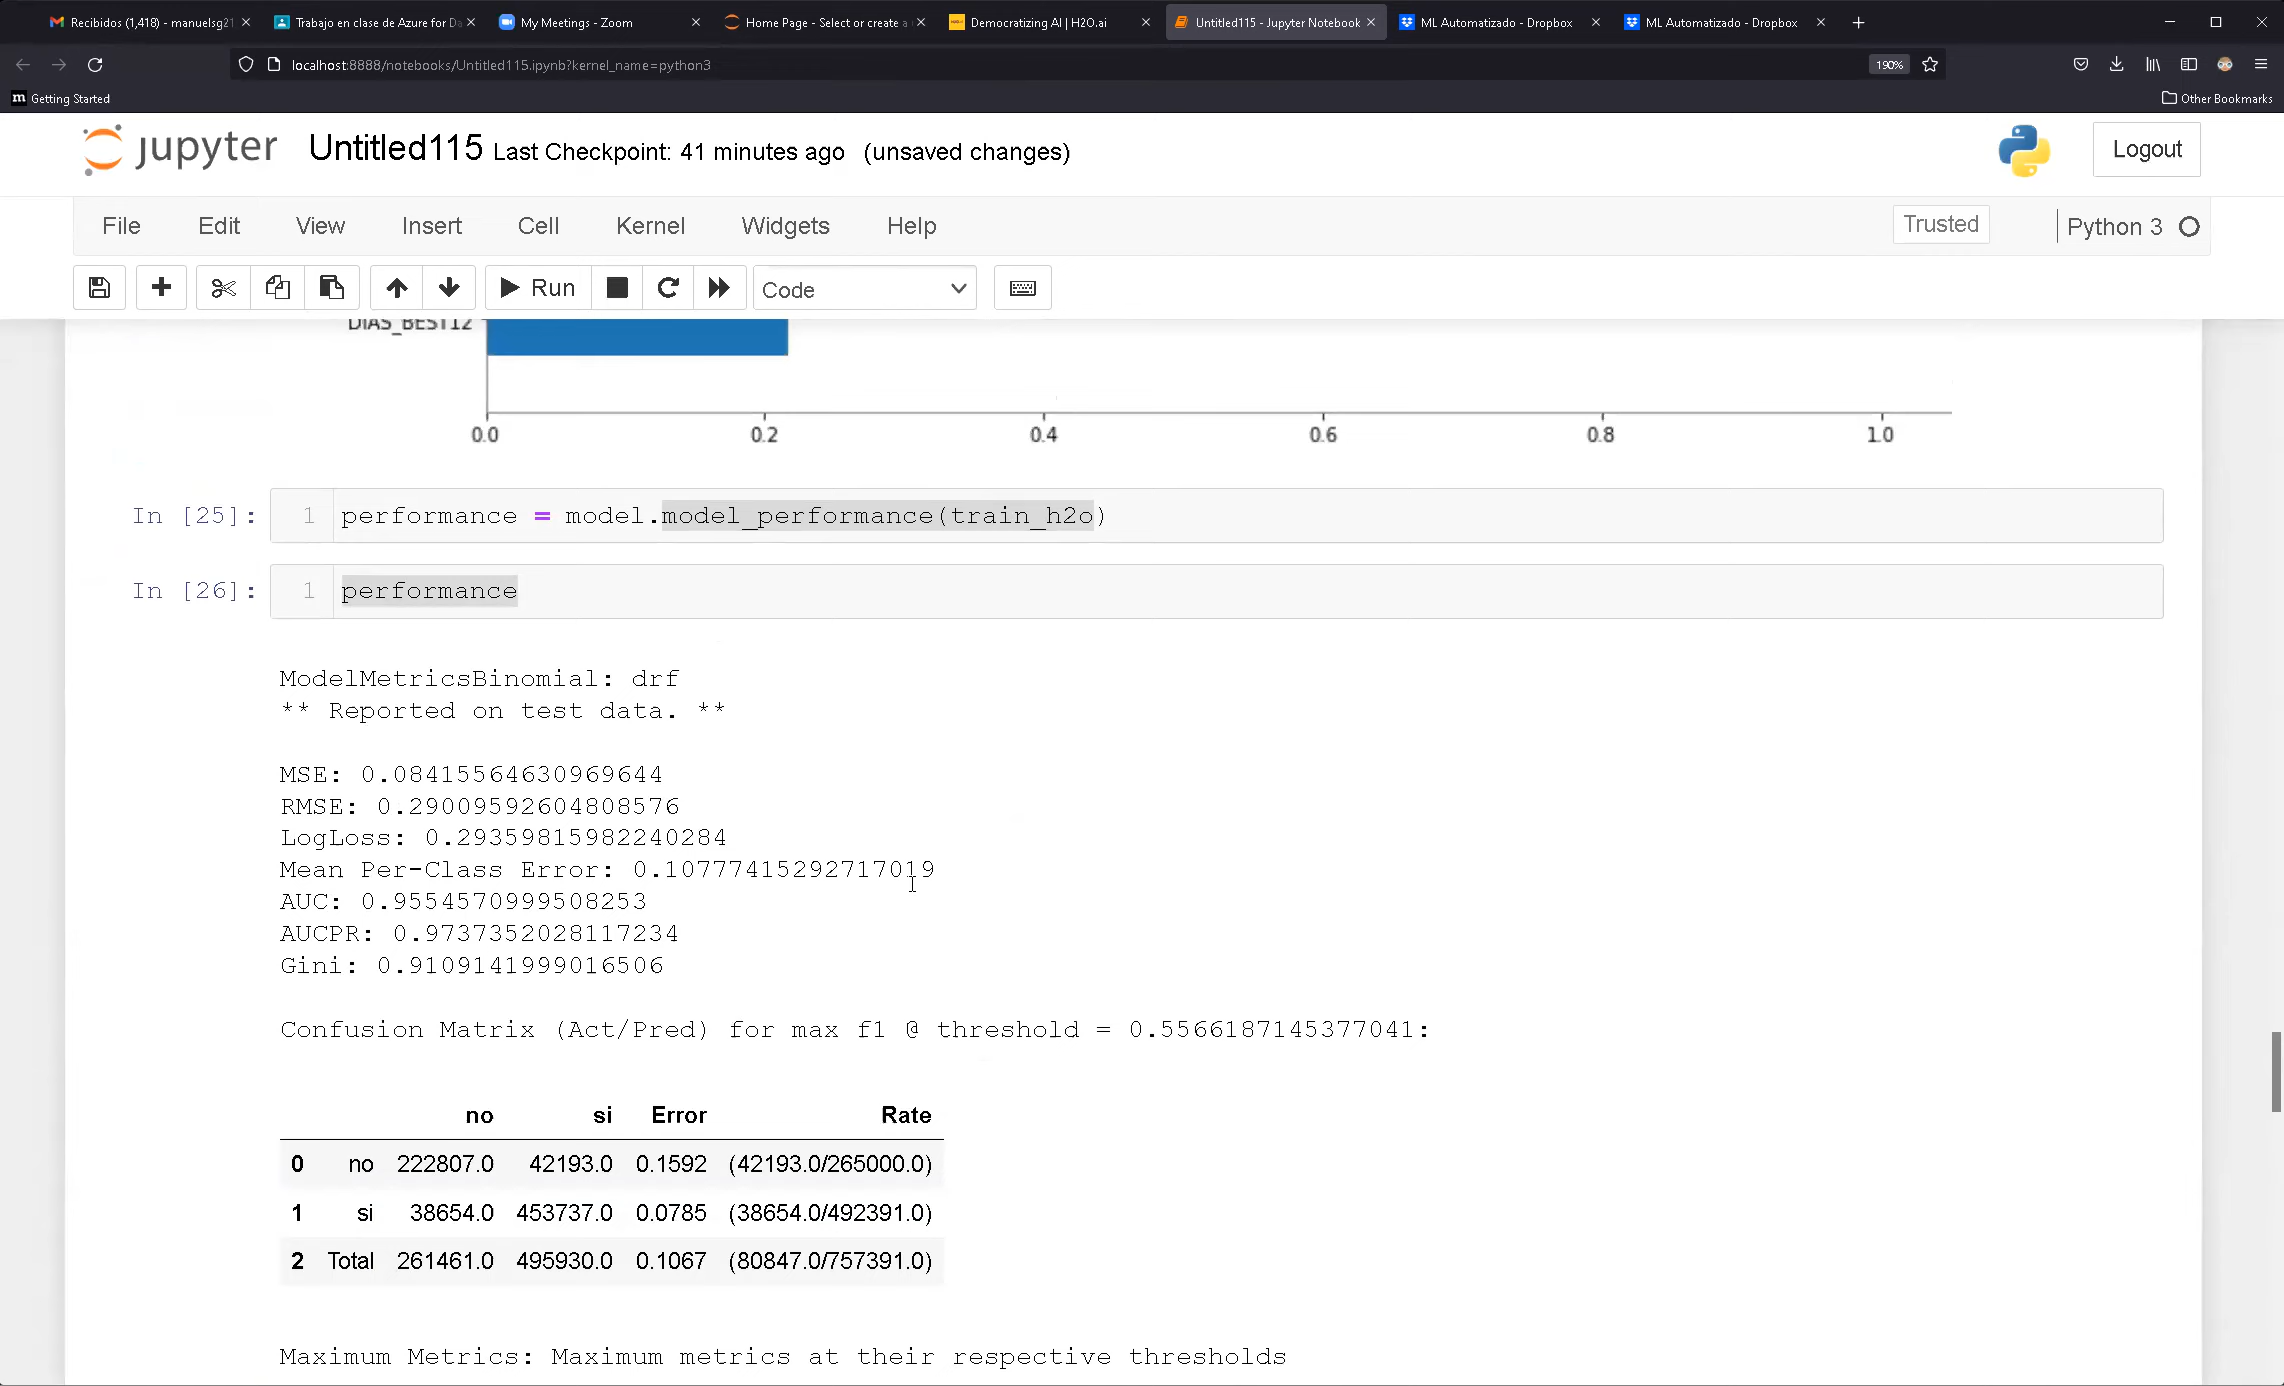 Recibidos (1,418) - manuelsg21
Trabajo en clase de Azure for Da
My Meetings - Zoom
Home Page - Select or create a
Democratizing AI | H2O.ai
Untitled115 - Jupyter Notebook
ML Automatizado - Dropbox
ML Automatizado - Dropbox
localhost:8888/notebooks/Untitled115.ipynb?kernel_name=python3
190%
Getting Started
Other Bookmarks
jupyter Untitled115 Last Checkpoint: 41 minutes ago (unsaved changes)
Logout
File Edit View Insert Cell Kernel Widgets Help
Trusted
Python 3
Run
Code
DIAS_BEST12
0.0 0.2 0.4 0.6 0.8 1.0
In [25]: 1 performance = model.model_performance(train_h2o)
In [26]: 1 performance
ModelMetricsBinomial: drf
** Reported on test data. **
MSE: 0.08415564630969644
RMSE: 0.29009592604808576
LogLoss: 0.29359815982240284
Mean Per-Class Error: 0.10777415292717019
AUC: 0.9554570999508253
AUCPR: 0.9737352028117234
Gini: 0.9109141999016506
Confusion Matrix (Act/Pred) for max f1 @ threshold = 0.5566187145377041:
no si Error Rate
0 no 222807.0 42193.0 0.1592 (42193.0/265000.0)
1 si 38654.0 453737.0 0.0785 (38654.0/492391.0)
2 Total 261461.0 495930.0 0.1067 (80847.0/757391.0)
Maximum Metrics: Maximum metrics at their respective thresholds